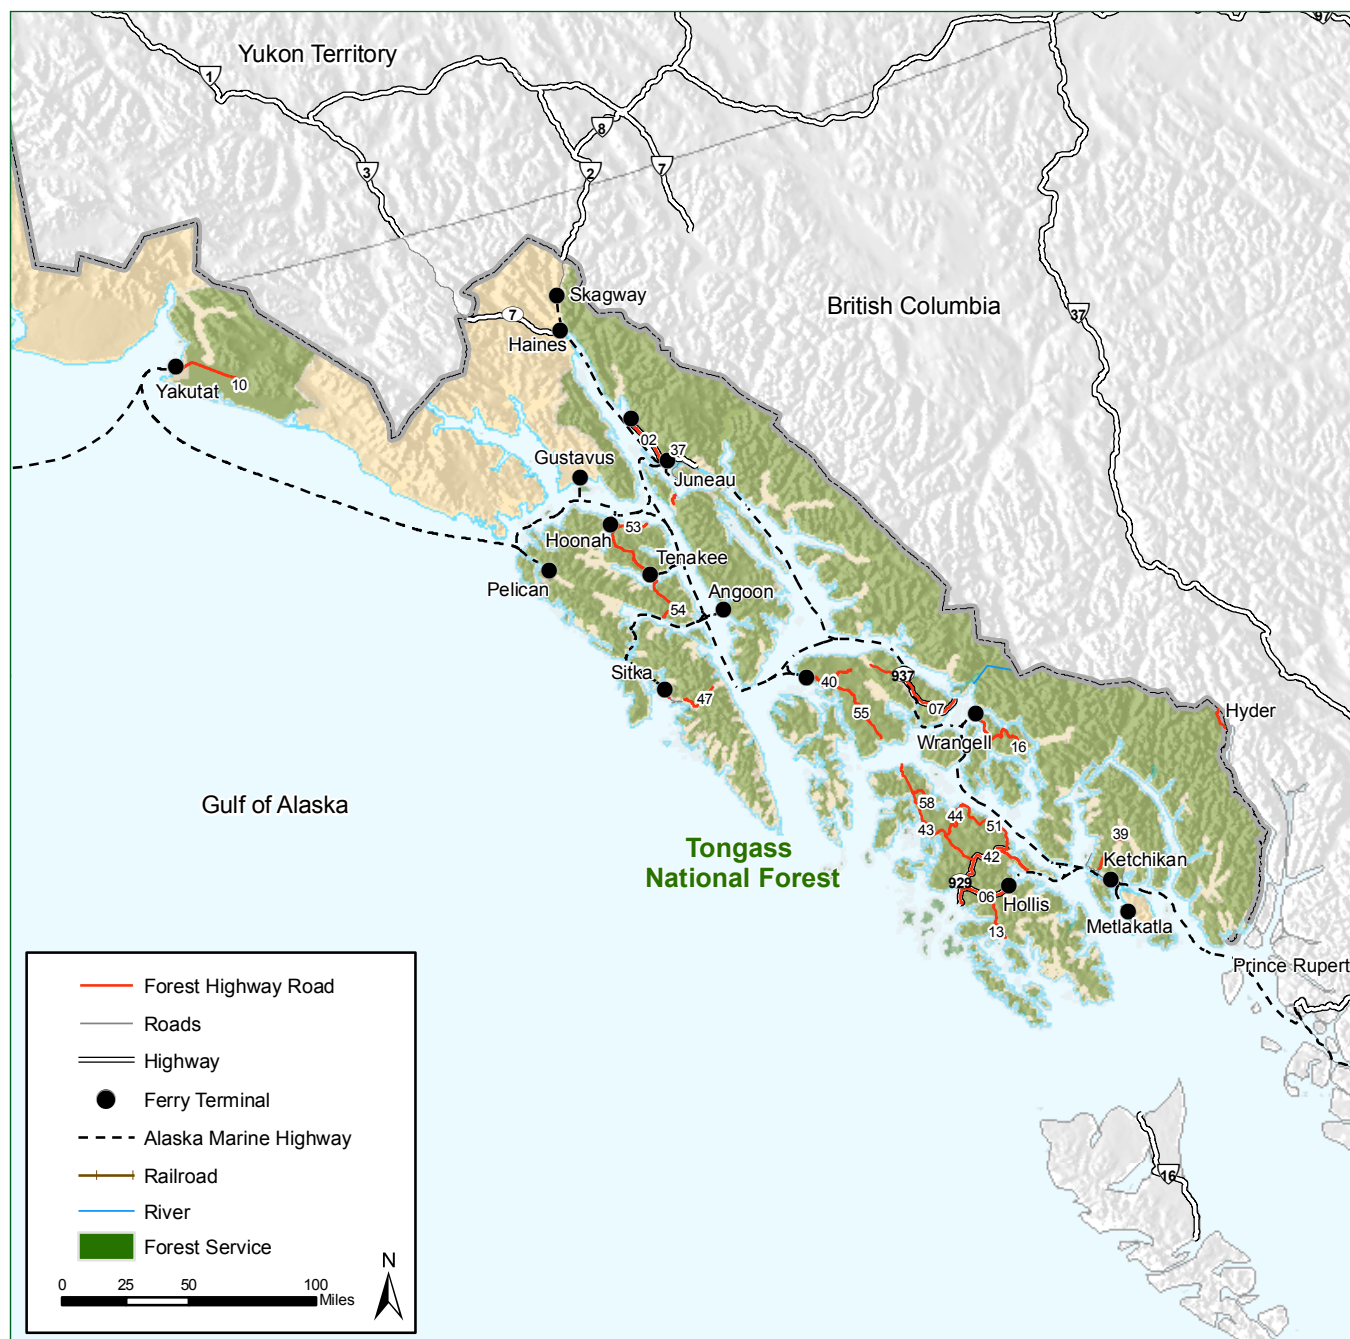 97
Yukon Territory
1
8
3
2
7
Skagway
British Columbia
37
7
Haines
Yakutat
10
02
37
Gustavus
Juneau
53
Hoonah
Tenakee
Pelican
Angoon
54
Sitka
47
40
937
07
55
Hyder
Wrangell
16
Gulf of Alaska
58
44
43
51
39
Tongass
National Forest
42
Ketchikan
929
06
Hollis
Metlakatla
13
Prince Rupert
16
Forest Highway Road
Roads
Highway
Ferry Terminal
Alaska Marine Highway
Railroad
River
Forest Service
N
0 25 50 100
Miles